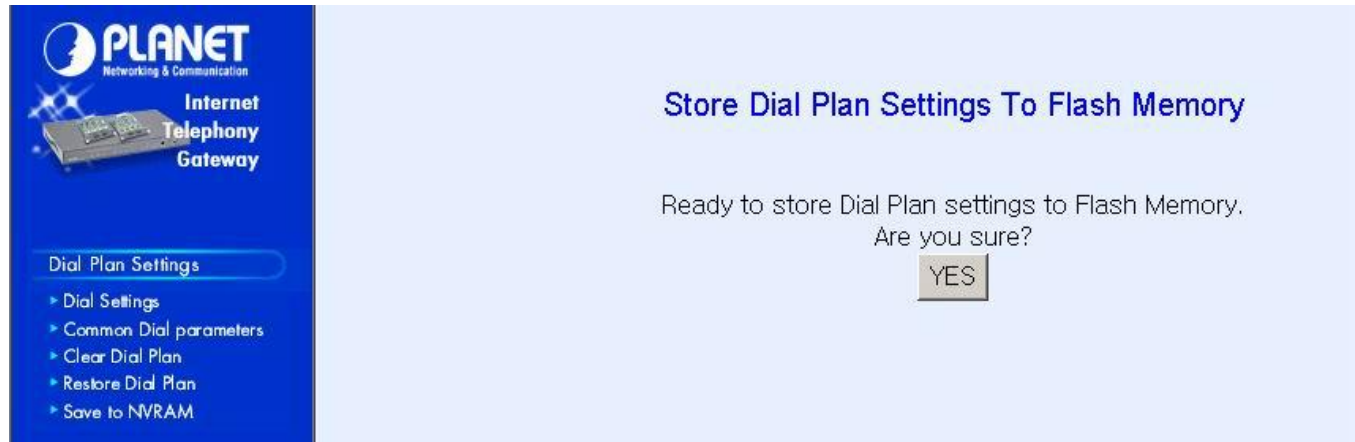 PLANET
Networking & Communication
Internet
Telephony
Gateway
Dial Plan Settings
Dial Settings
Common Dial parameters
Clear Dial Plan
Restore Dial Plan
Save to NVRAM
Store Dial Plan Settings To Flash Memory
Ready to store Dial Plan settings to Flash Memory.
Are you sure?
YES